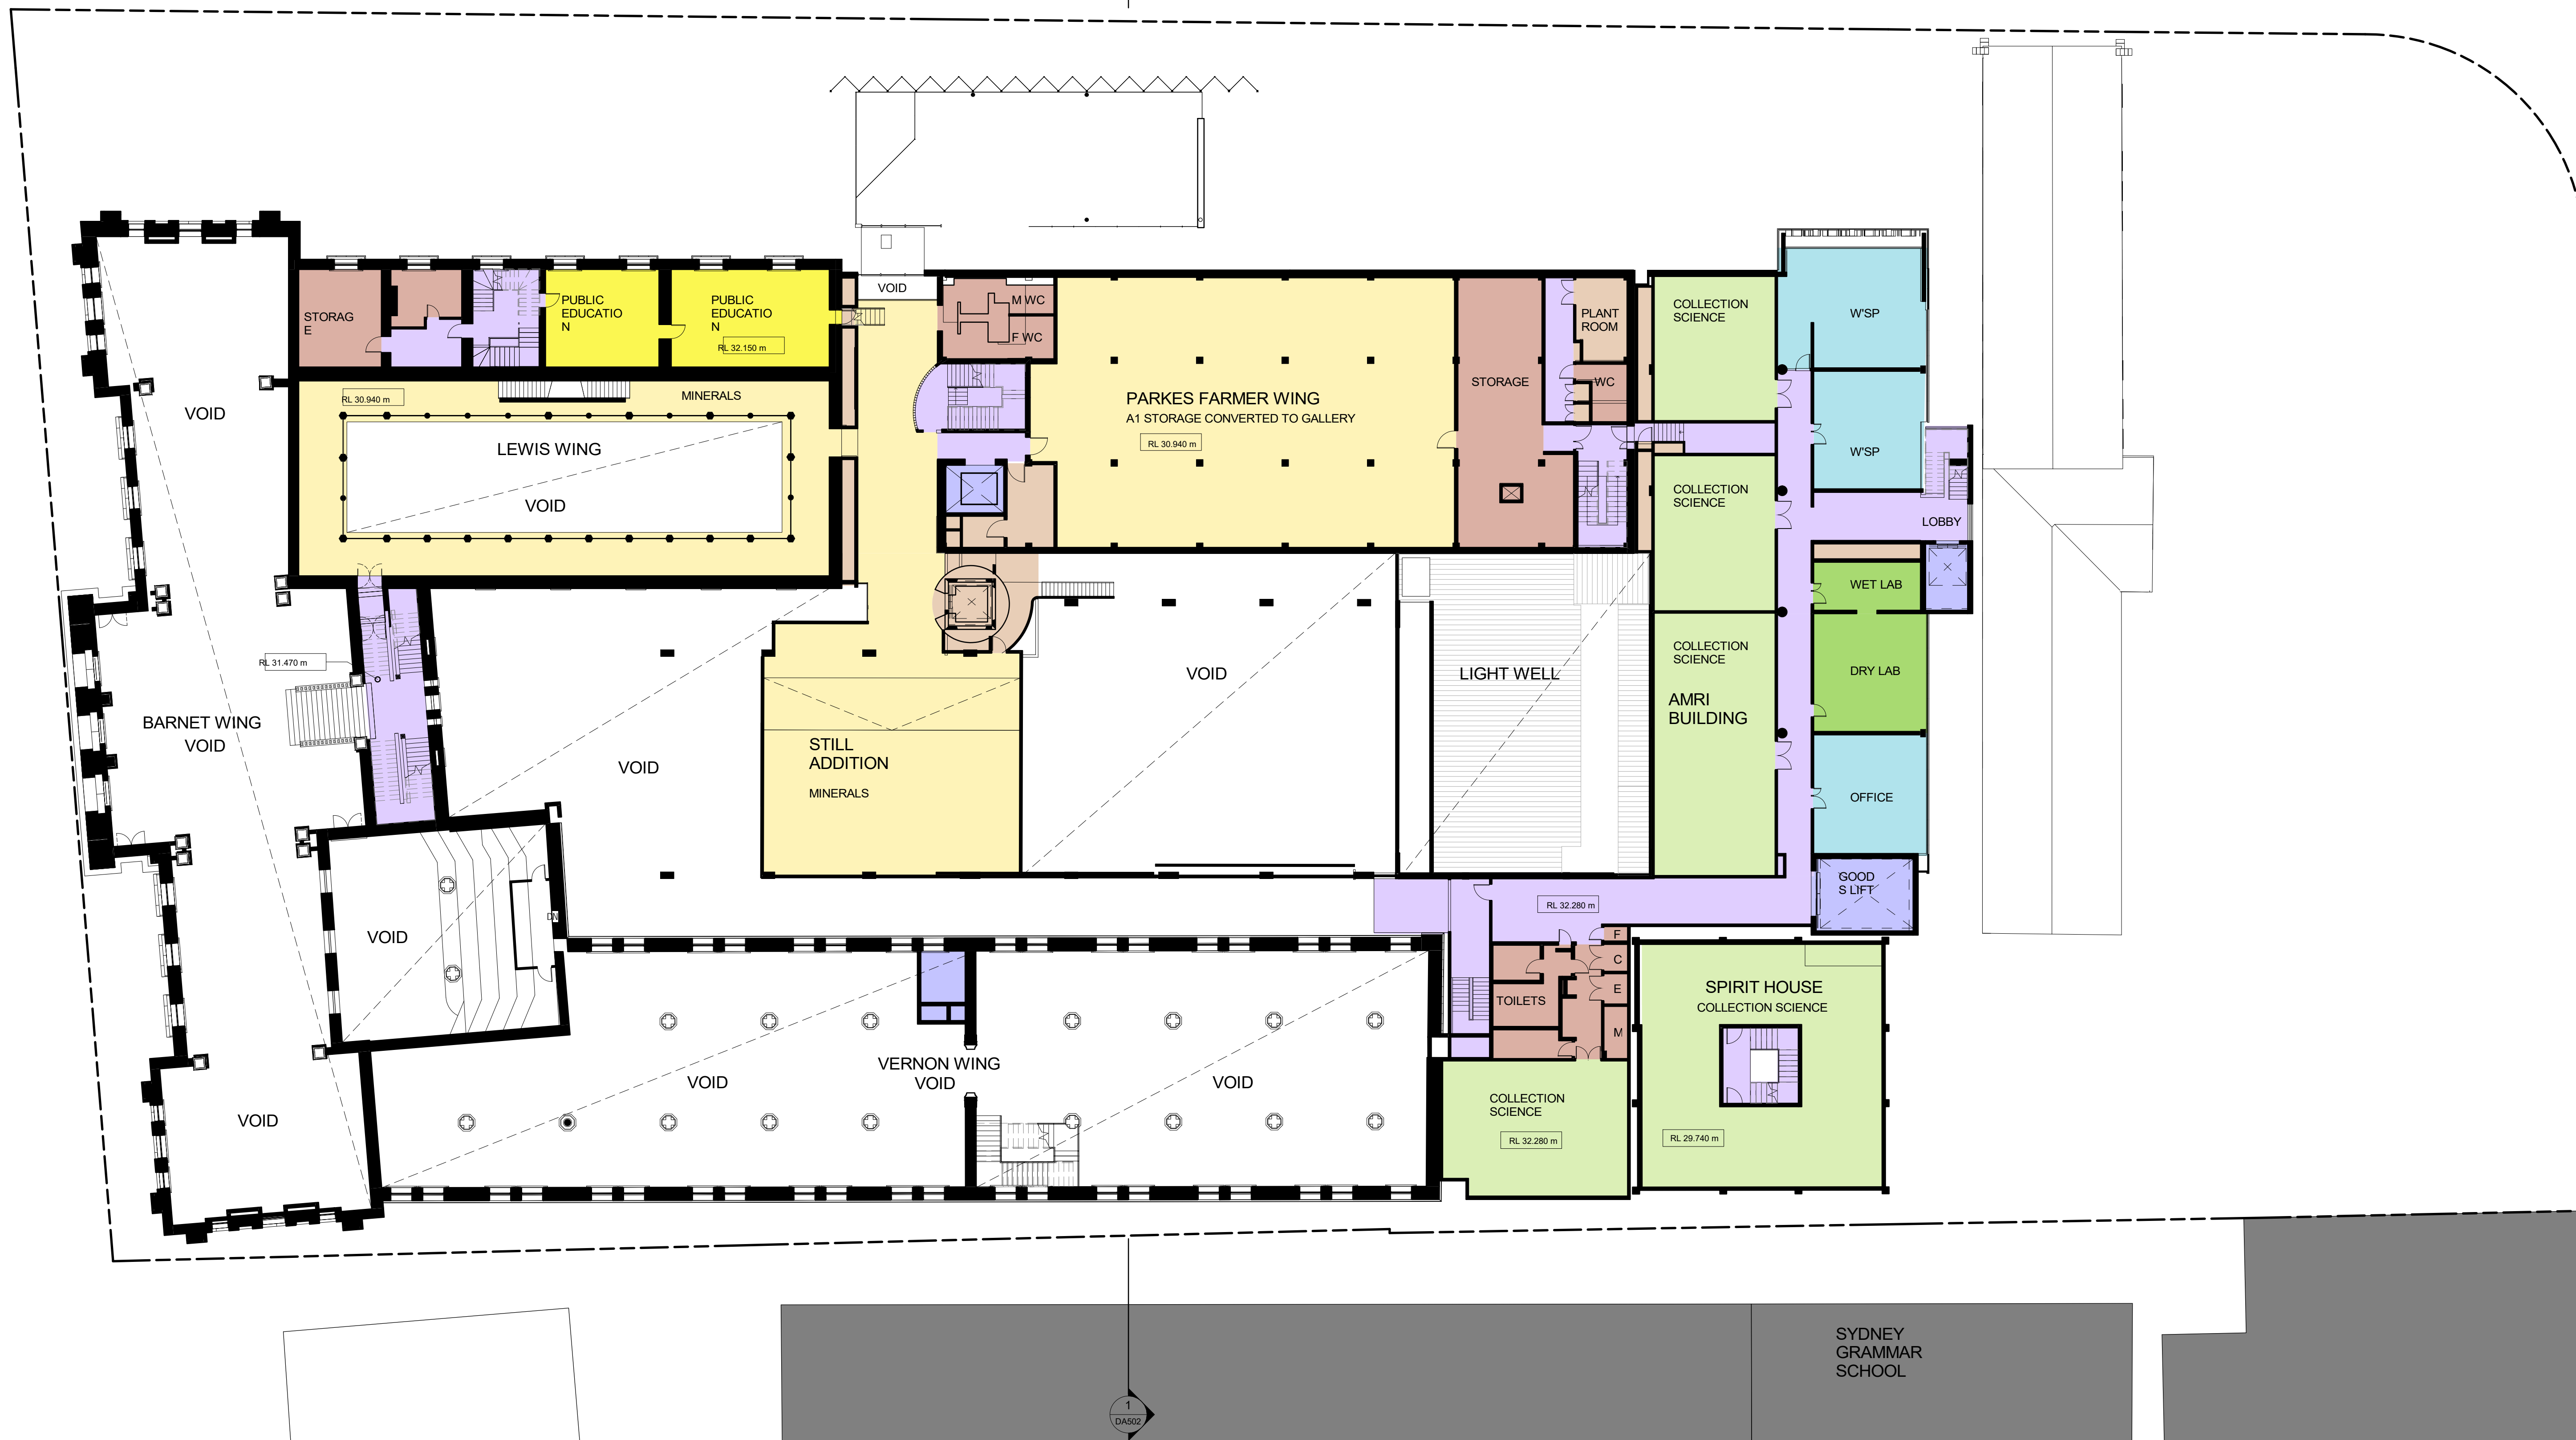 VOID
STORAG
E
PUBLIC
EDUCATIO
N
PUBLIC
EDUCATIO
N
RL 32.150 m
M WC
F WC
PLANT
ROOM
WC
COLLECTION
SCIENCE
W'SP
VOID
RL 30.940 m
MINERALS
LEWIS WING
VOID
PARKES FARMER WING
A1 STORAGE CONVERTED TO GALLERY
RL 30.940 m
STORAGE
W'SP
COLLECTION
SCIENCE
LOBBY
WET LAB
DRY LAB
RL 31.470 m
BARNET WING
VOID
VOID
STILL
ADDITION
MINERALS
VOID
LIGHT WELL
COLLECTION
SCIENCE
AMRI
BUILDING
OFFICE
GOOD
S LIFT
VOID
DN
RL 32.280 m
F
C
E
M
TOILETS
SPIRIT HOUSE
COLLECTION SCIENCE
VOID
VOID
VERNON WING
VOID
VOID
COLLECTION
SCIENCE
RL 32.280 m
RL 29.740 m
SYDNEY
GRAMMAR
SCHOOL
1
DA502